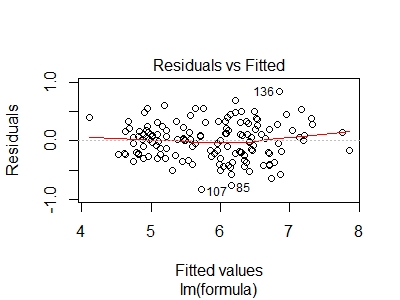 Residuals vs Fitted
Residuals
1.0
0.0
-1.0
136
107
85
4 5 6 7 8
Fitted values
lm(formula)